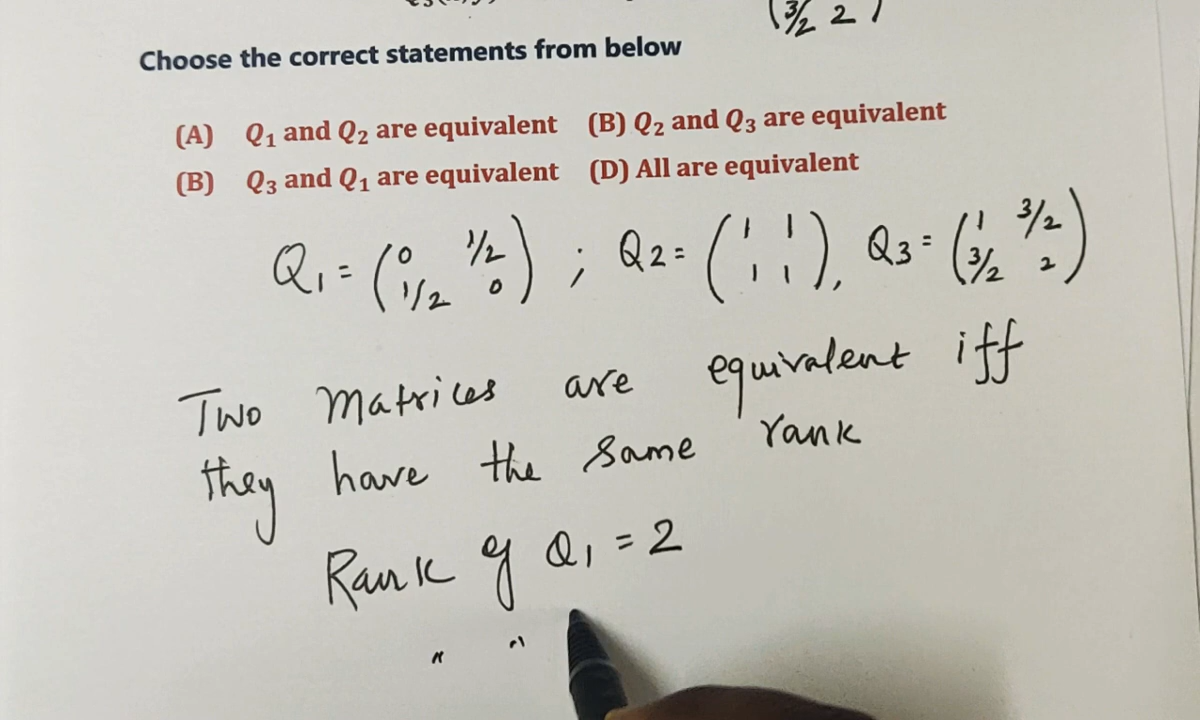 (3/2 2)
Choose the correct statements from below
(A) Q₁ and Q₂ are equivalent (B) Q₂ and Q₃ are equivalent
(B) Q₃ and Q₁ are equivalent (D) All are equivalent
Q₁ = (0 1/2 1/2 0) ; Q₂ = (1 1 1 1), Q₃ = (1 3/2 3/2 2)
Two matrices are equivalent iff
they have the same rank
Rank of Q₁ = 2
" "